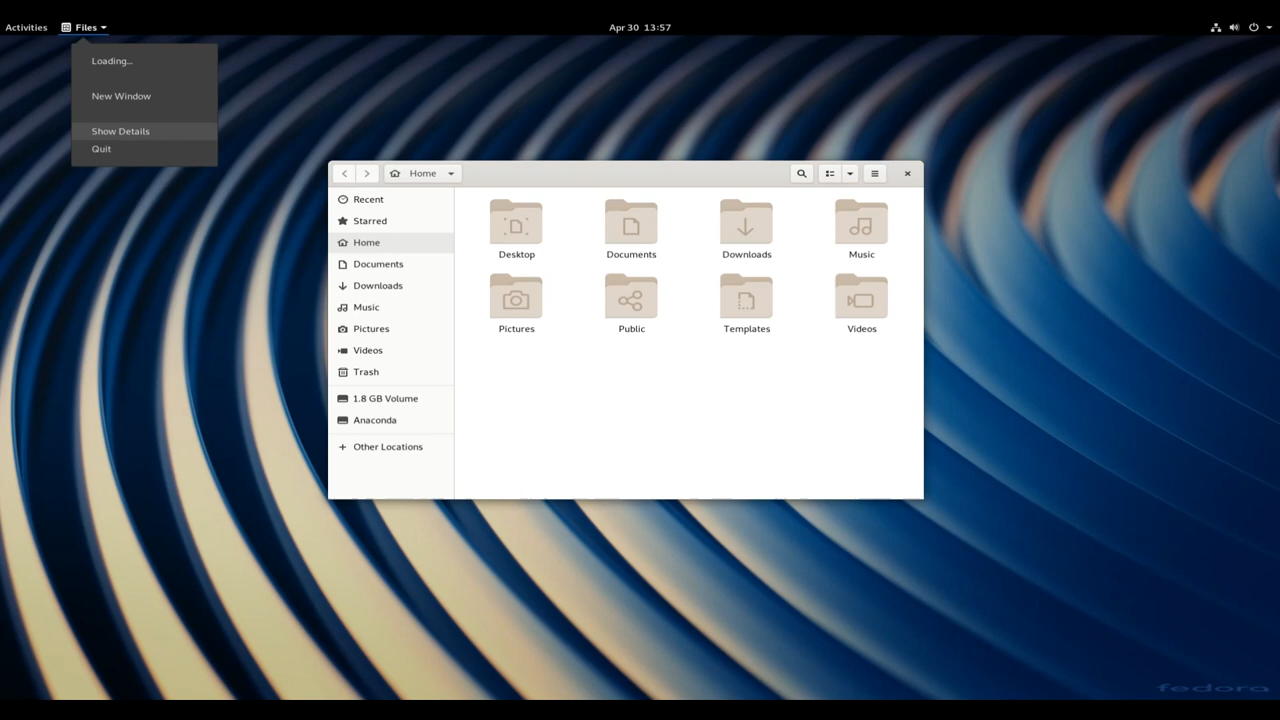 Activities
Files
Apr 30 13:57
Loading...
New Window
Show Details
Quit
Home
Recent
Starred
Home
Documents
Downloads
Music
Pictures
Videos
Trash
1.8 GB Volume
Anaconda
Other Locations
Desktop
Documents
Downloads
Music
Pictures
Public
Templates
Videos
fedora